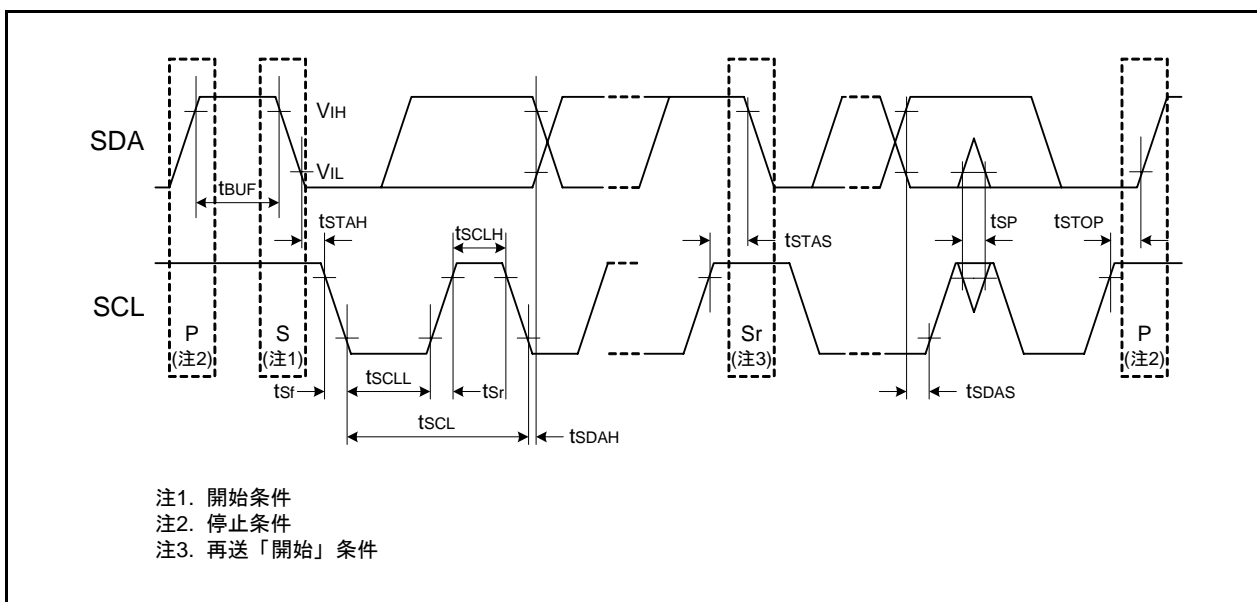 SDA
VIH
VIL
tBUF
tSTAH
tSCLH
tSTAS
tSP
tSTOP
SCL
P
(注2)
S
(注1)
Sr
(注3)
P
(注2)
tSf
tSCLL
tSr
tSDAS
tSCL
tSDAH
注1. 開始条件
注2. 停止条件
注3. 再送「開始」条件